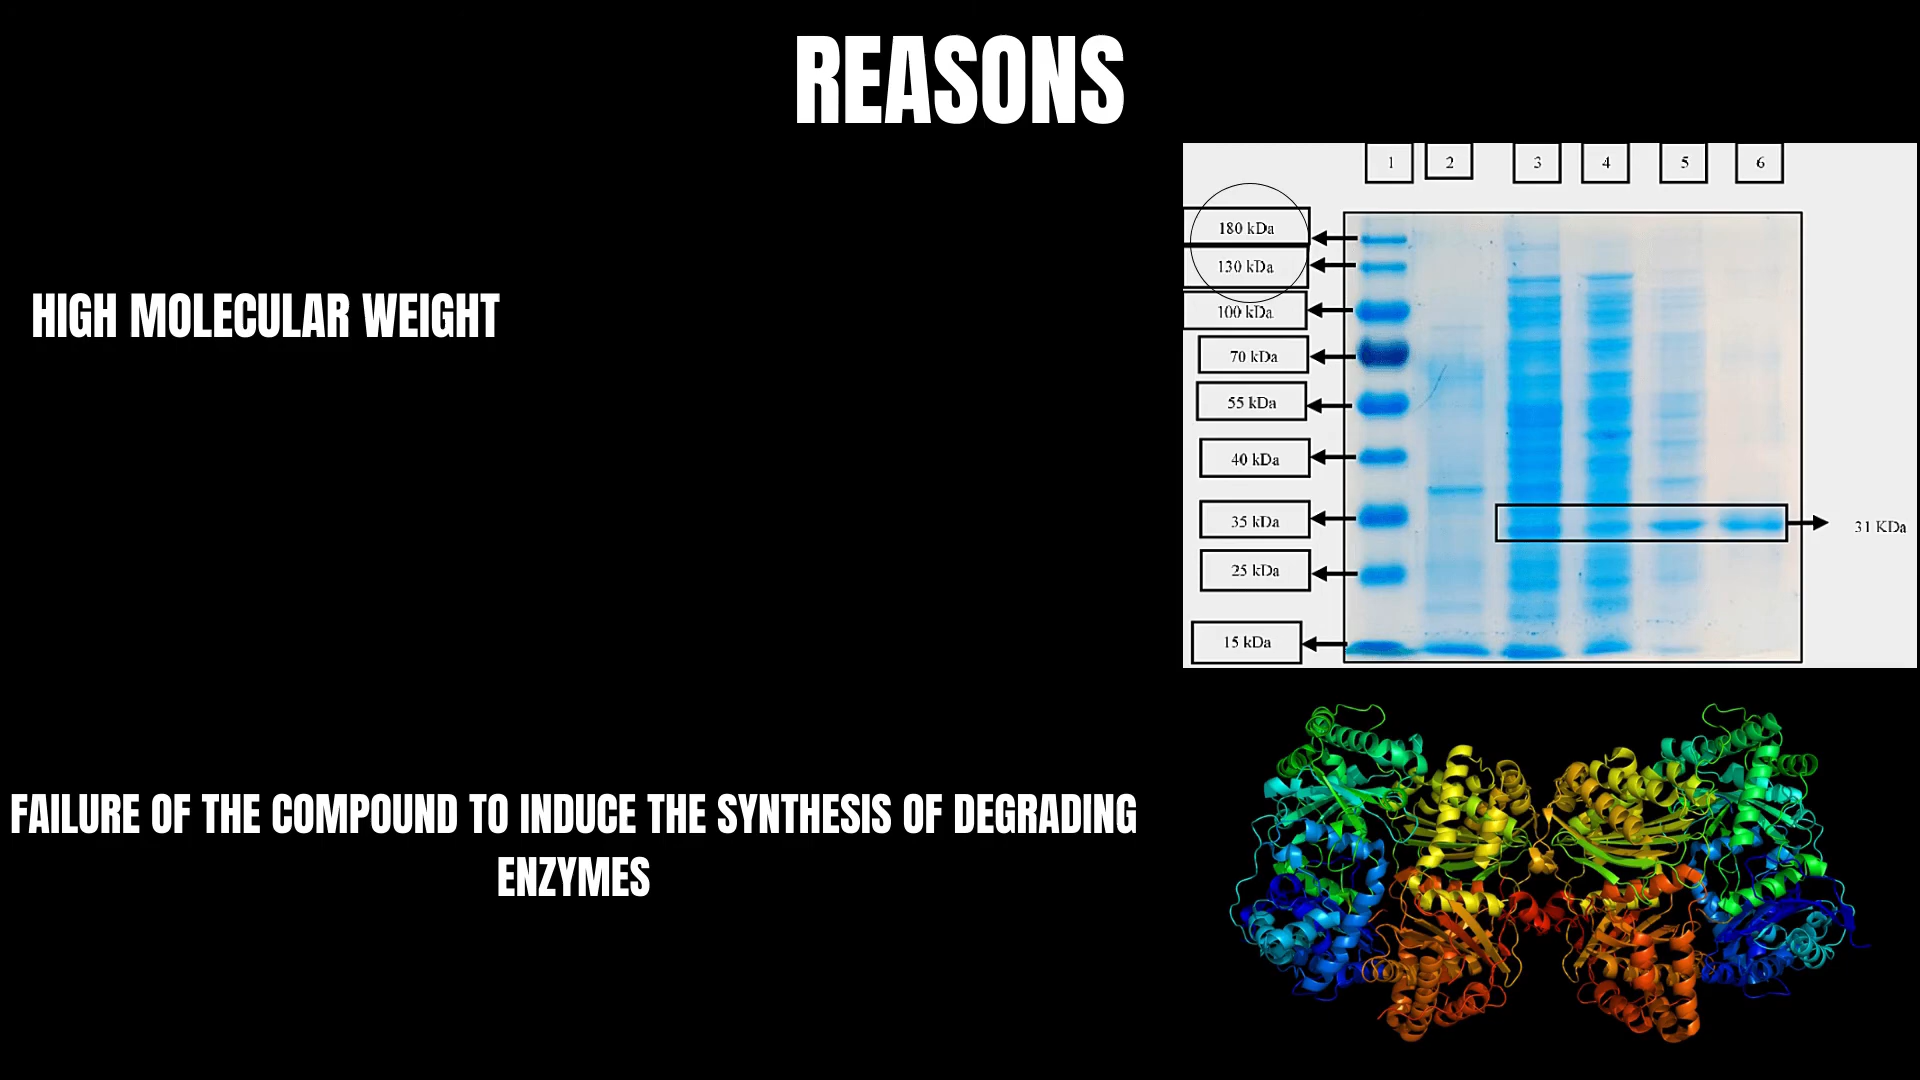 REASONS
1 2 3 4 5 6
180 kDa
130 kDa
HIGH MOLECULAR WEIGHT
100 kDa
70 kDa
55 kDa
40 kDa
35 kDa
31 KDa
25 kDa
15 kDa
FAILURE OF THE COMPOUND TO INDUCE THE SYNTHESIS OF DEGRADING
ENZYMES